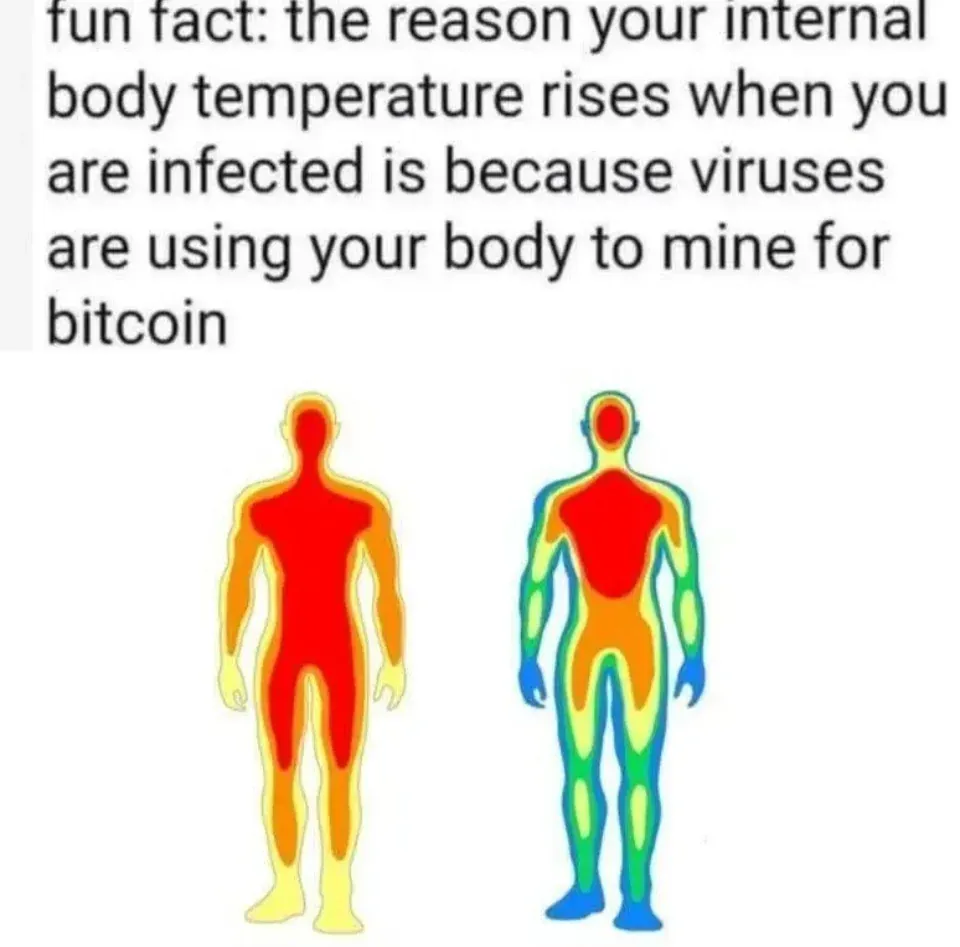 fun fact: the reason your internal
body temperature rises when you
are infected is because viruses
are using your body to mine for
bitcoin